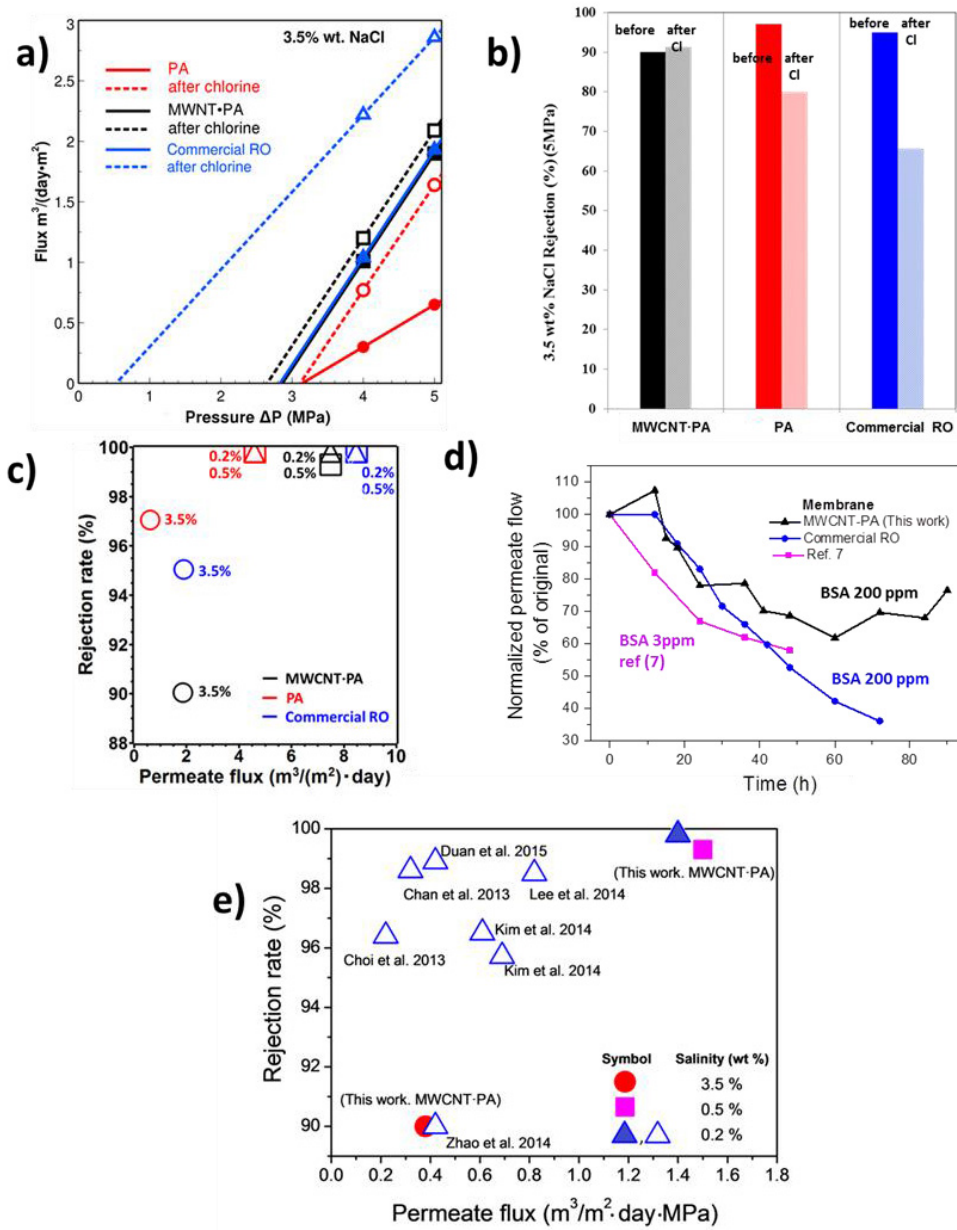 a)
3.5% wt. NaCl
PA
after chlorine
MWNT•PA
after chlorine
Commercial RO
after chlorine
Flux m³/(day·m²)
3
2.5
2
1.5
1
0.5
0
0 1 2 3 4 5
Pressure ΔP (MPa)
b)
before after
Cl
before after
Cl
before after
Cl
3.5 wt% NaCl Rejection (%) (5MPa)
100
90
80
70
60
50
40
30
20
10
0
MWCNT·PA PA Commercial RO
c)
0.2%
0.5%
0.2%
0.5%
0.2%
0.5%
3.5%
3.5%
3.5%
MWCNT·PA
PA
Commercial RO
Rejection rate (%)
100
98
96
94
92
90
88
0 2 4 6 8 10
Permeate flux (m³/(m²)·day)
d)
Membrane
MWCNT-PA (This work)
Commercial RO
Ref. 7
BSA 200 ppm
BSA 3ppm
ref (7)
BSA 200 ppm
Normalized permeate flow
(% of original)
110
100
90
80
70
60
50
40
30
0 20 40 60 80
Time (h)
e)
Duan et al. 2015
Chan et al. 2013
Lee et al. 2014
(This work. MWCNT·PA)
Choi et al. 2013
Kim et al. 2014
Kim et al. 2014
(This work. MWCNT·PA)
Zhao et al. 2014
Symbol Salinity (wt %)
3.5 %
0.5 %
, 0.2 %
Rejection rate (%)
100
98
96
94
92
90
0.0 0.2 0.4 0.6 0.8 1.0 1.2 1.4 1.6 1.8
Permeate flux (m³/m²·day·MPa)